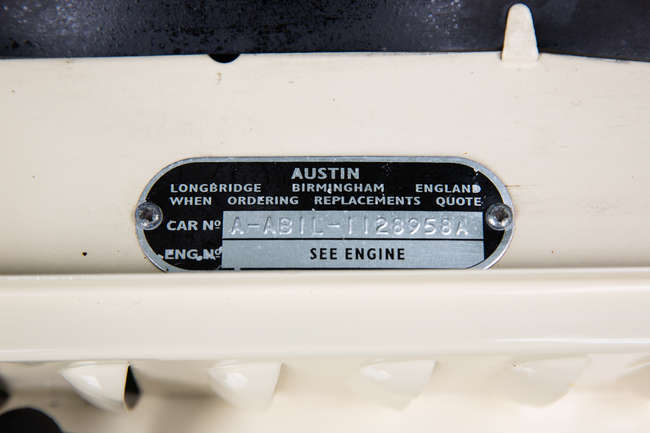 AUSTIN
LONGBRIDGE BIRMINGHAM ENGLAND
WHEN ORDERING REPLACEMENTS QUOTE
CAR Nº A-AB1L-1128958A
ENG.Nº SEE ENGINE